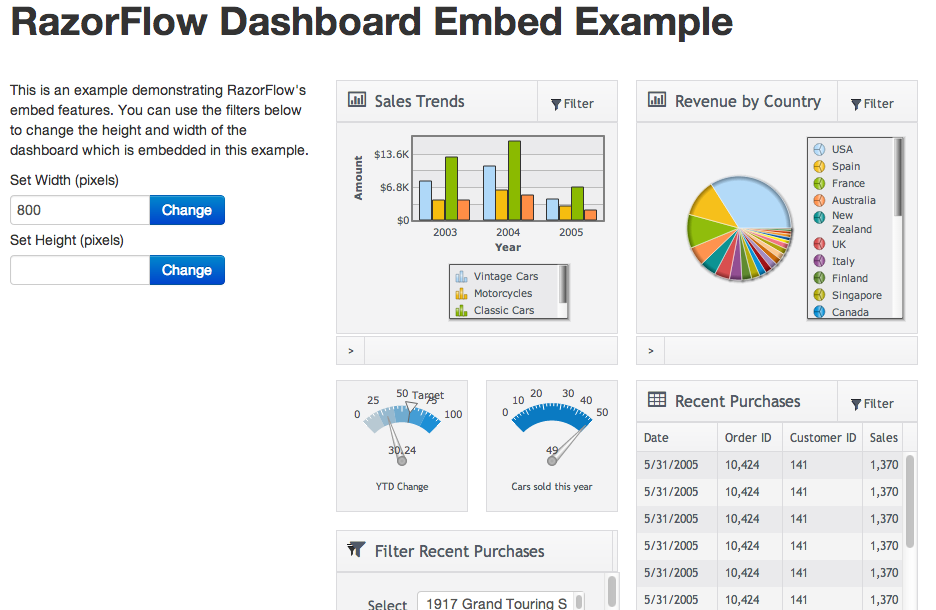 RazorFlow Dashboard Embed Example
This is an example demonstrating RazorFlow's
embed features. You can use the filters below
to change the height and width of the
dashboard which is embedded in this example.
Set Width (pixels)
800 Change
Set Height (pixels)
Change
Sales Trends Filter
Amount
$13.6K
$6.8K
$0
2003 2004 2005
Year
Vintage Cars
Motorcycles
Classic Cars
>
Revenue by Country Filter
USA
Spain
France
Australia
New
Zealand
UK
Italy
Finland
Singapore
Canada
>
0 25 50 75 100
Target
30.24
YTD Change
0 10 20 30 40 50
49
Cars sold this year
Filter Recent Purchases
Select 1917 Grand Touring S
Recent Purchases Filter
Date Order ID Customer ID Sales
5/31/2005 10,424 141 1,370
5/31/2005 10,424 141 1,370
5/31/2005 10,424 141 1,370
5/31/2005 10,424 141 1,370
5/31/2005 10,424 141 1,370
5/31/2005 10,424 141 1,370